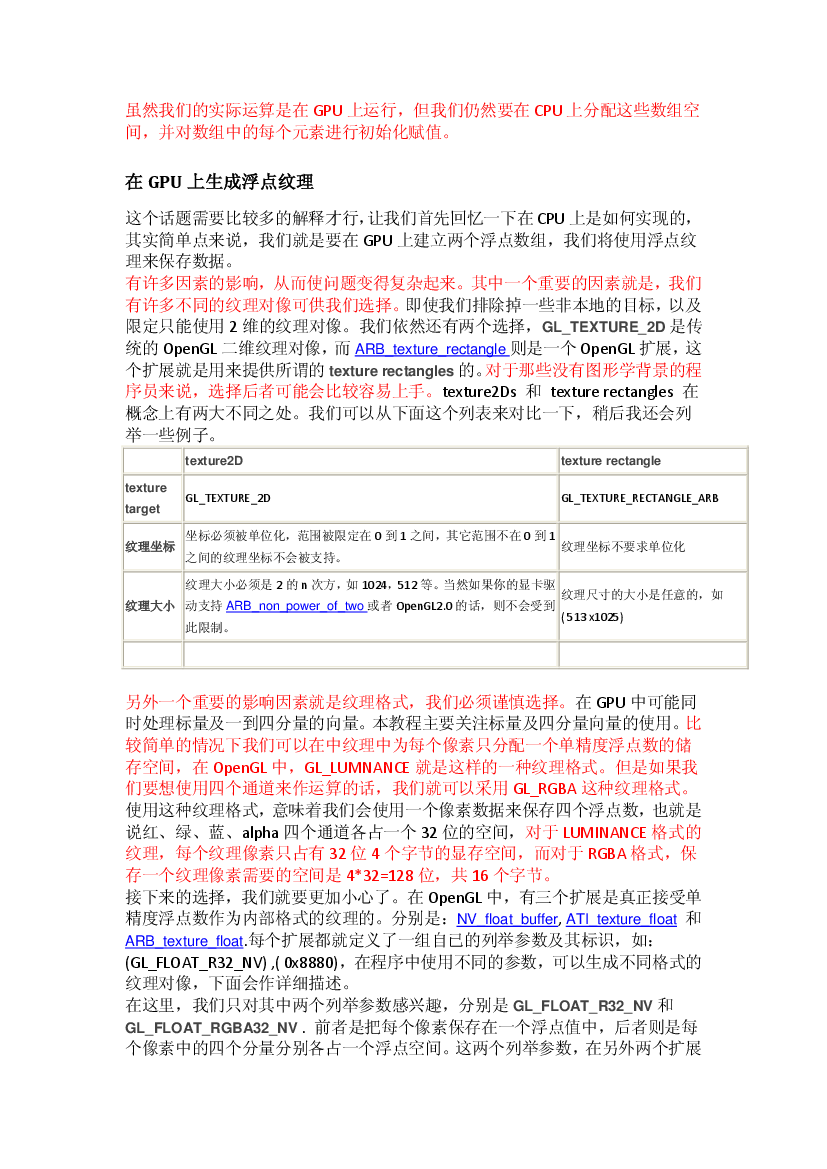 虽然我们的实际运算是在 GPU 上运行，但我们仍然要在 CPU 上分配这些数组空
间，并对数组中的每个元素进行初始化赋值。
在 GPU 上生成浮点纹理
这个话题需要比较多的解释才行，让我们首先回忆一下在 CPU 上是如何实现的，
其实简单点来说，我们就是要在 GPU 上建立两个浮点数组，我们将使用浮点纹
理来保存数据。
有许多因素的影响，从而使问题变得复杂起来。其中一个重要的因素就是，我们
有许多不同的纹理对像可供我们选择。即使我们排除掉一些非本地的目标，以及
限定只能使用 2 维的纹理对像。我们依然还有两个选择，GL_TEXTURE_2D 是传
统的 OpenGL 二维纹理对像，而 ARB_texture_rectangle 则是一个 OpenGL 扩展，这
个扩展就是用来提供所谓的 texture rectangles 的。对于那些没有图形学背景的程
序员来说，选择后者可能会比较容易上手。texture2Ds 和 texture rectangles 在
概念上有两大不同之处。我们可以从下面这个列表来对比一下，稍后我还会列
举一些例子。
texture2D texture rectangle
texture
target GL_TEXTURE_2D GL_TEXTURE_RECTANGLE_ARB
纹理坐标 坐标必须被单位化，范围被限定在 0 到 1 之间，其它范围不在 0 到 1
之间的纹理坐标不会被支持。 纹理坐标不要求单位化
纹理大小 纹理大小必须是 2 的 n 次方，如 1024，512 等。当然如果你的显卡驱
动支持 ARB_non_power_of_two 或者 OpenGL2.0 的话，则不会受到
此限制。 纹理尺寸的大小是任意的，如
(513x1025)
另外一个重要的影响因素就是纹理格式，我们必须谨慎选择。在 GPU 中可能同
时处理标量及一到四分量的向量。本教程主要关注标量及四分量向量的使用。比
较简单的情况下我们可以在中纹理中为每个像素只分配一个单精度浮点数的储
存空间，在 OpenGL 中，GL_LUMNANCE 就是这样的一种纹理格式。但是如果我
们要想使用四个通道来作运算的话，我们就可以采用 GL_RGBA 这种纹理格式。
使用这种纹理格式，意味着我们会使用一个像素数据来保存四个浮点数，也就是
说红、绿、蓝、alpha 四个通道各占一个 32 位的空间，对于 LUMINANCE 格式的
纹理，每个纹理像素只占有 32 位 4 个字节的显存空间，而对于 RGBA 格式，保
存一个纹理像素需要的空间是 4*32=128 位，共 16 个字节。
接下来的选择，我们就要更加小心了。在 OpenGL 中，有三个扩展是真正接受单
精度浮点数作为内部格式的纹理的。分别是：NV_float_buffer, ATI_texture_float 和
ARB_texture_float.每个扩展都就定义了一组自已的列举参数及其标识，如：
(GL_FLOAT_R32_NV) ,( 0x8880)，在程序中使用不同的参数，可以生成不同格式的
纹理对像，下面会作详细描述。
在这里，我们只对其中两个列举参数感兴趣，分别是 GL_FLOAT_R32_NV 和
GL_FLOAT_RGBA32_NV . 前者是把每个像素保存在一个浮点值中，后者则是每
个像素中的四个分量分别各占一个浮点空间。这两个列举参数，在另外两个扩展